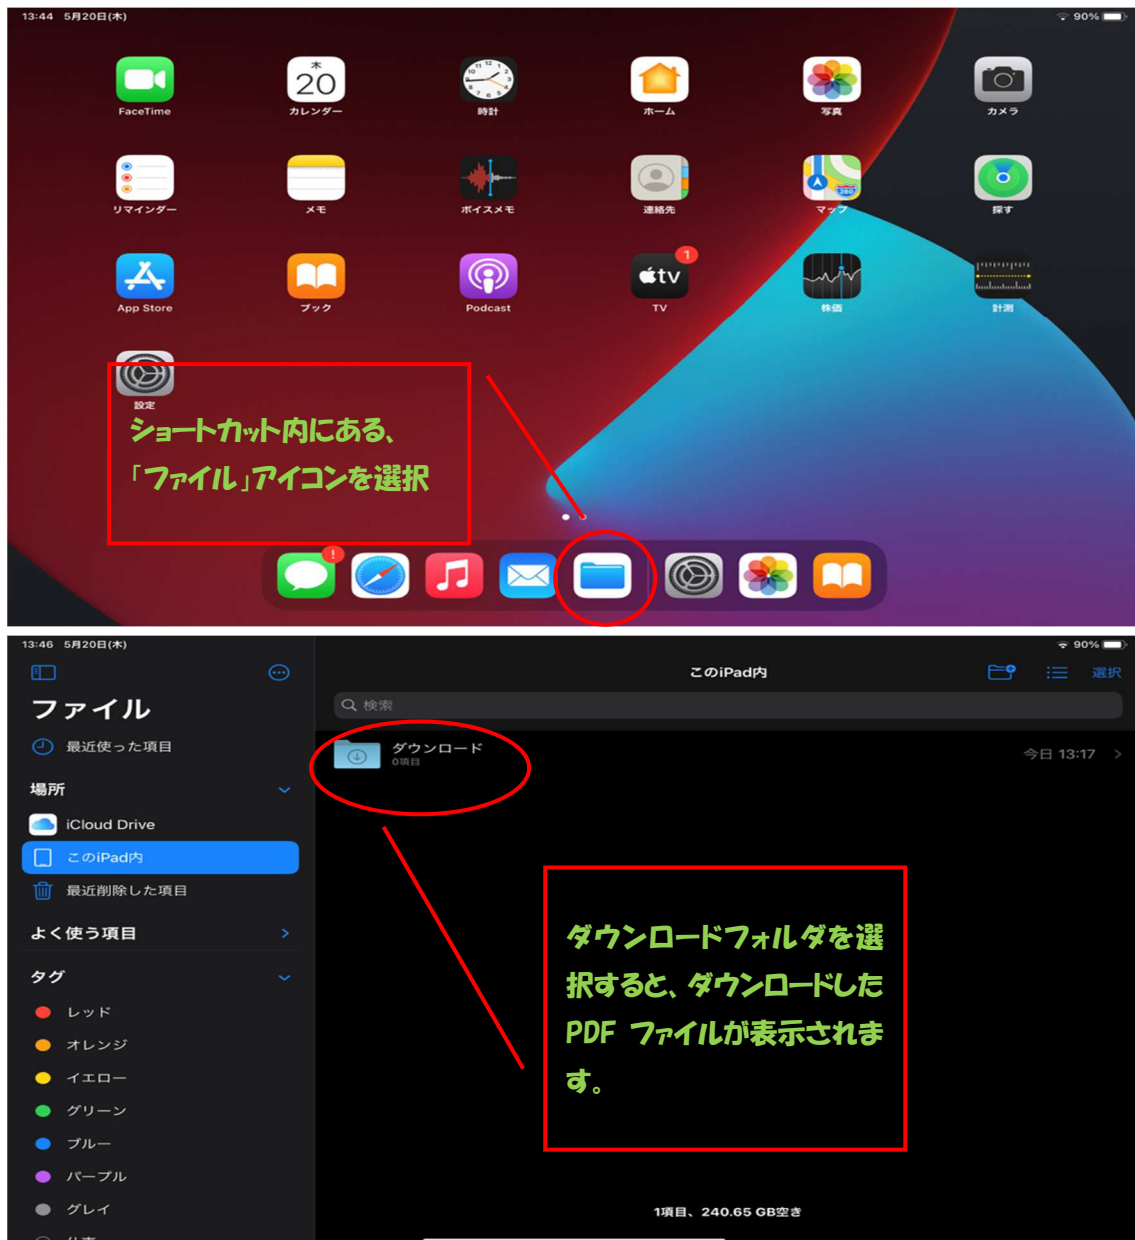 13:44 5月20日(木)
90%
木
20
12
FaceTime
カレンダー
時計
ホーム
写真
カメラ
280
リマインダー
メモ
ボイスメモ
連絡先
マップ
探す
tv
1
App Store
ブック
Podcast
TV
株価
計測
設定
ショートカット内にある、
「ファイル」アイコンを選択
!
13:46 5月20日(木)
90%
このiPad内
選択
ファイル
検索
最近使った項目
ダウンロード
0項目
今日 13:17
場所
iCloud Drive
このiPad内
最近削除した項目
よく使う項目
タグ
レッド
オレンジ
イエロー
グリーン
ブルー
パープル
グレイ
ダウンロードフォルダを選
択すると、ダウンロードした
PDF ファイルが表示されま
す。
1項目、240.65 GB空き